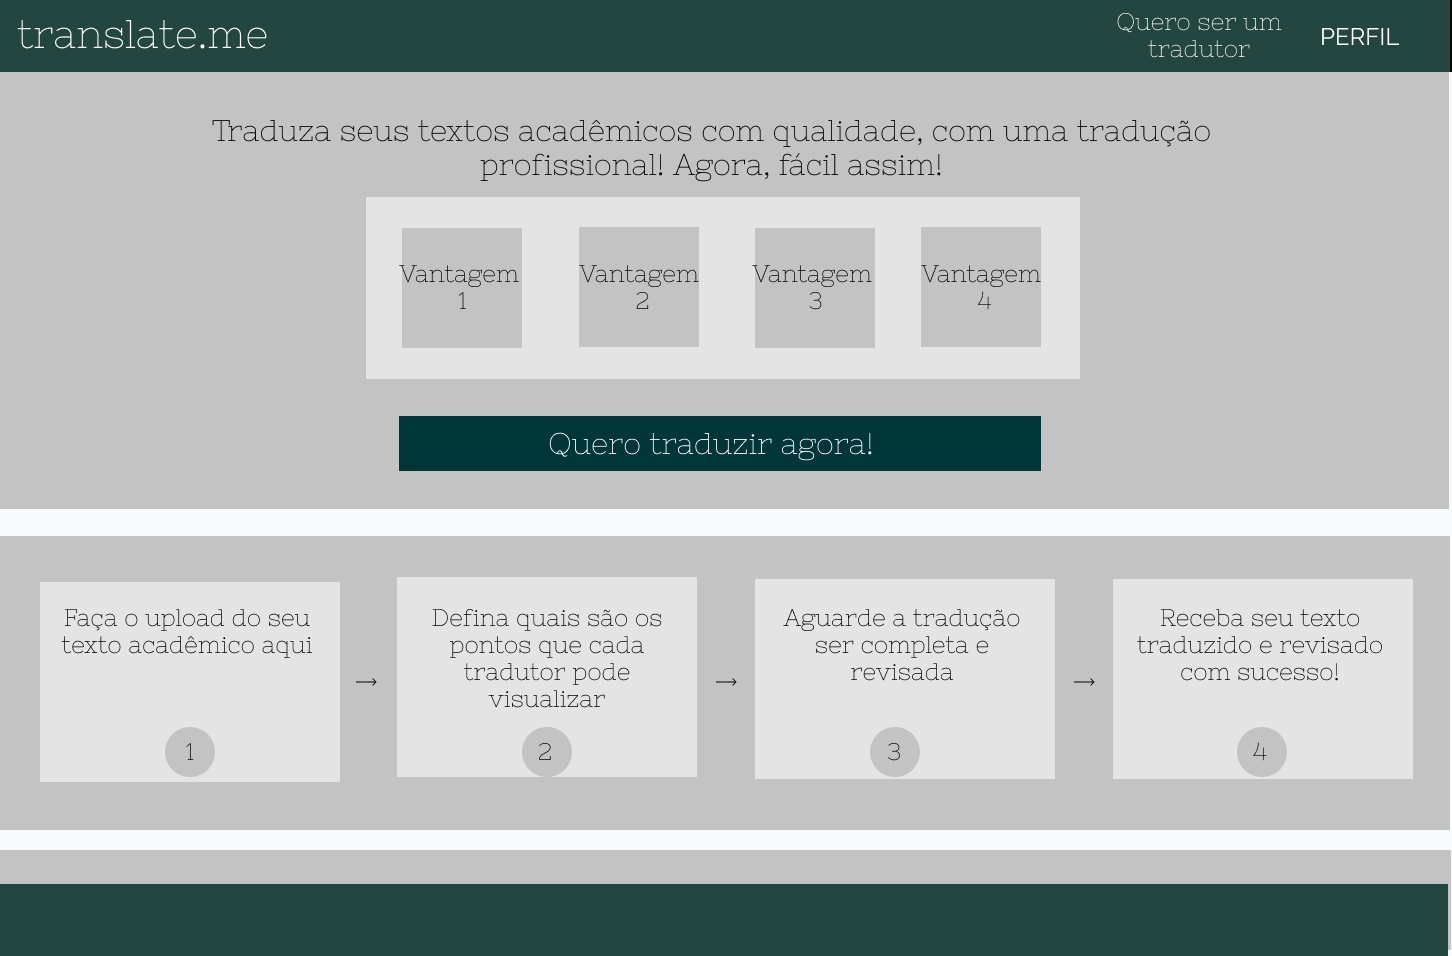 translate.me
Quero ser um
tradutor
PERFIL
Traduza seus textos acadêmicos com qualidade, com uma tradução
profissional! Agora, fácil assim!
Vantagem
1
Vantagem
2
Vantagem
3
Vantagem
4
Quero traduzir agora!
Faça o upload do seu
texto acadêmico aqui
1
→
Defina quais são os
pontos que cada
tradutor pode
visualizar
2
→
Aguarde a tradução
ser completa e
revisada
3
→
Receba seu texto
traduzido e revisado
com sucesso!
4